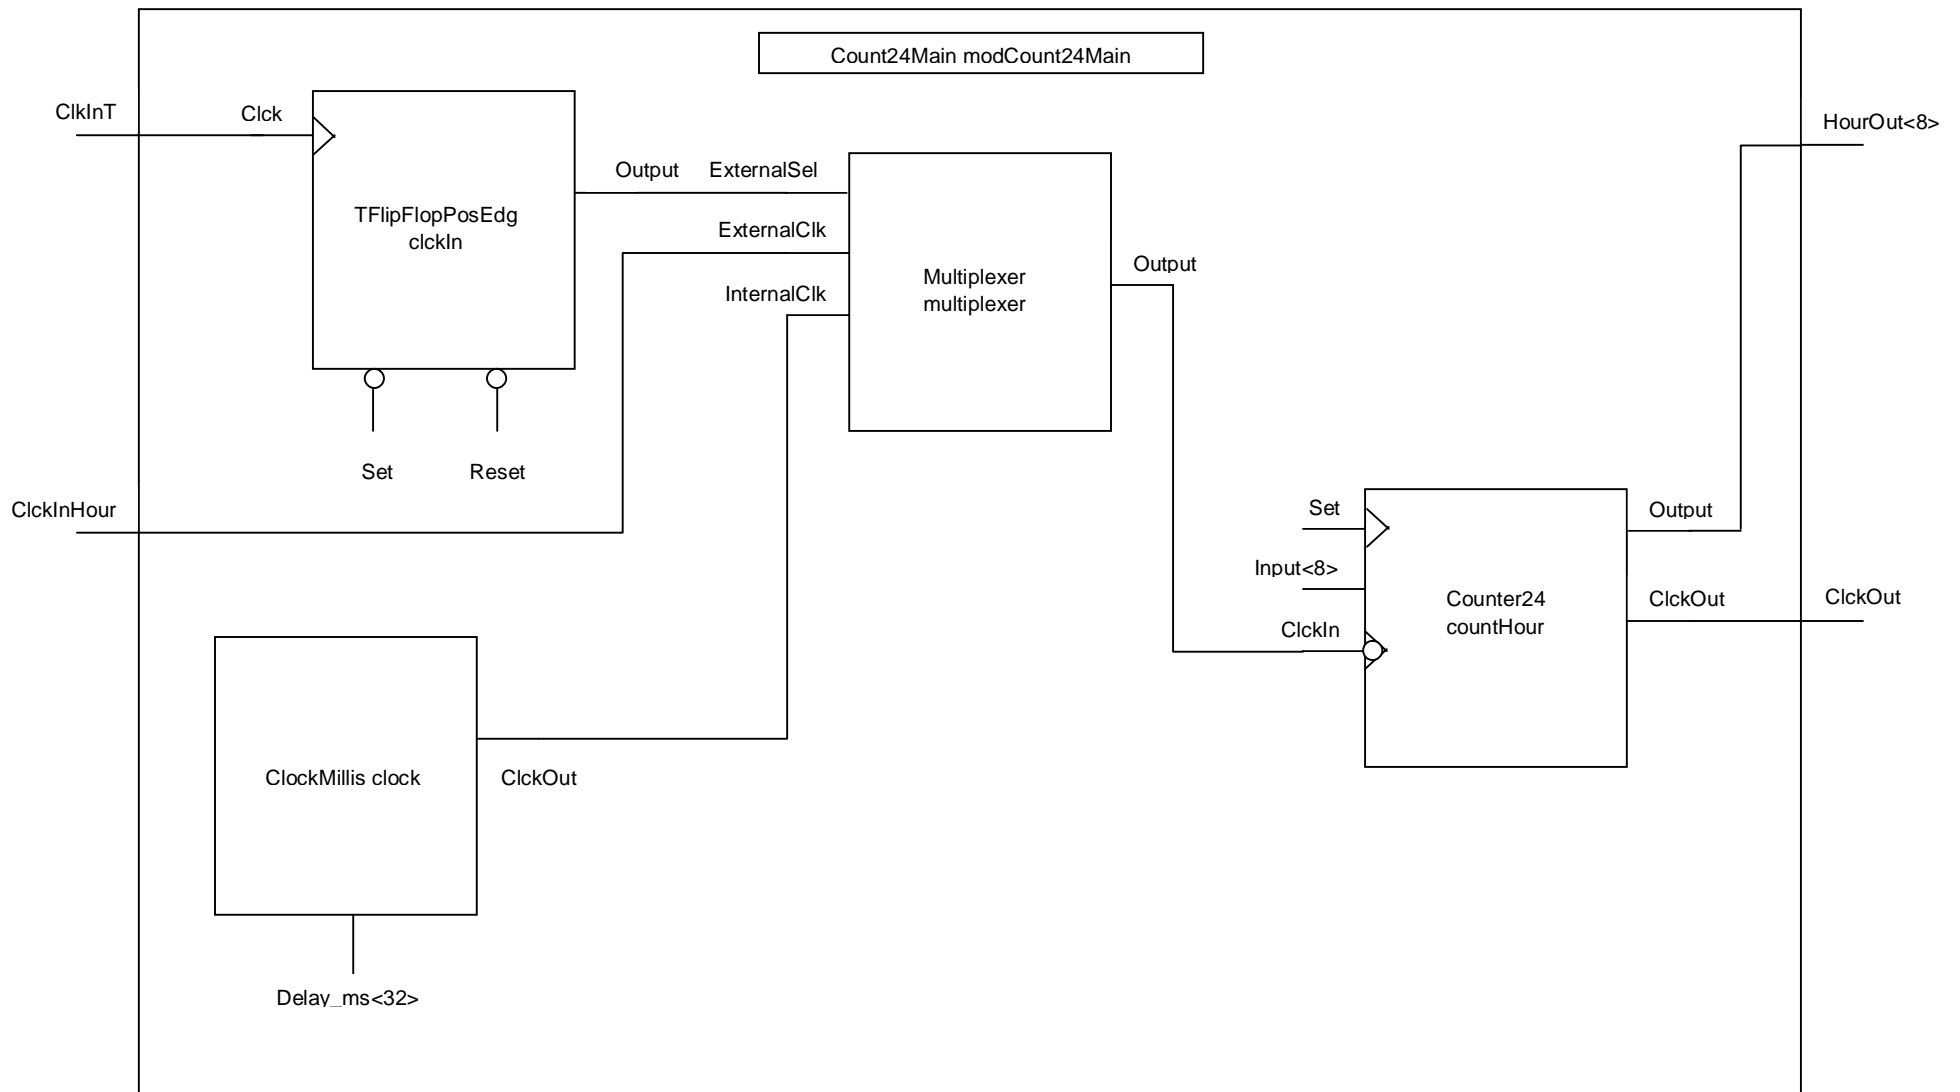 Count24Main modCount24Main
ClkInT
Clck
HourOut<8>
Output
ExternalSel
TFlipFlopPosEdg
clckIn
ExternalClk
Output
Multiplexer
multiplexer
InternalClk
Set
Reset
ClckInHour
Set
Output
Input<8>
Counter24
countHour
ClckOut
ClckOut
ClckIn
ClockMillis clock
ClckOut
Delay_ms<32>